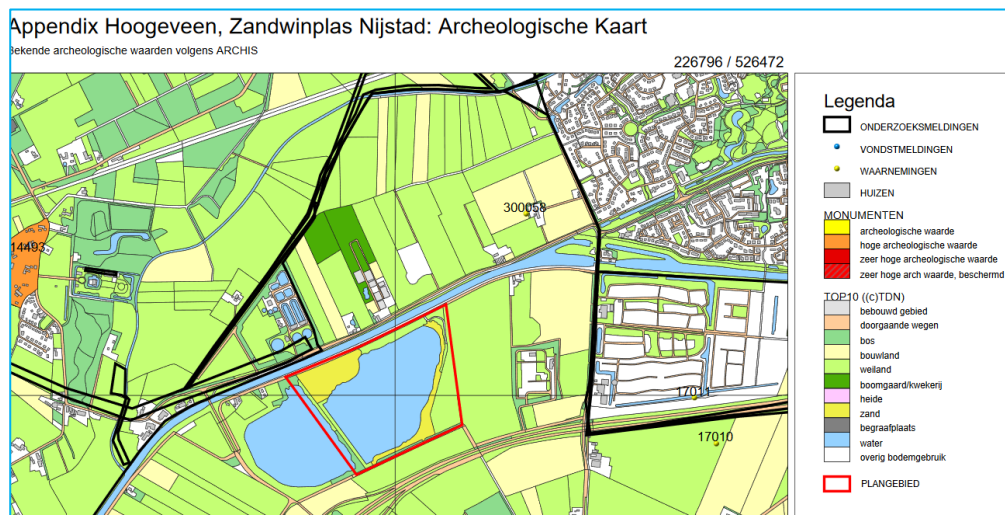 Appendix Hoogeveen, Zandwinplas Nijstad: Archeologische Kaart
Bekende archeologische waarden volgens ARCHIS
226796 / 526472
300058
14493
17011
17010
Legenda
ONDERZOEKSMELDINGEN
VONDSTMELDINGEN
WAARNEMINGEN
HUIZEN
MONUMENTEN
archeologische waarde
hoge archeologische waarde
zeer hoge archeologische waarde
zeer hoge arch waarde, beschermd
TOP10 ((c)TDN)
bebouwd gebied
doorgaande wegen
bos
bouwland
weiland
boomgaard/kwekerij
heide
zand
begraafplaats
water
overig bodemgebruik
PLANGEBIED